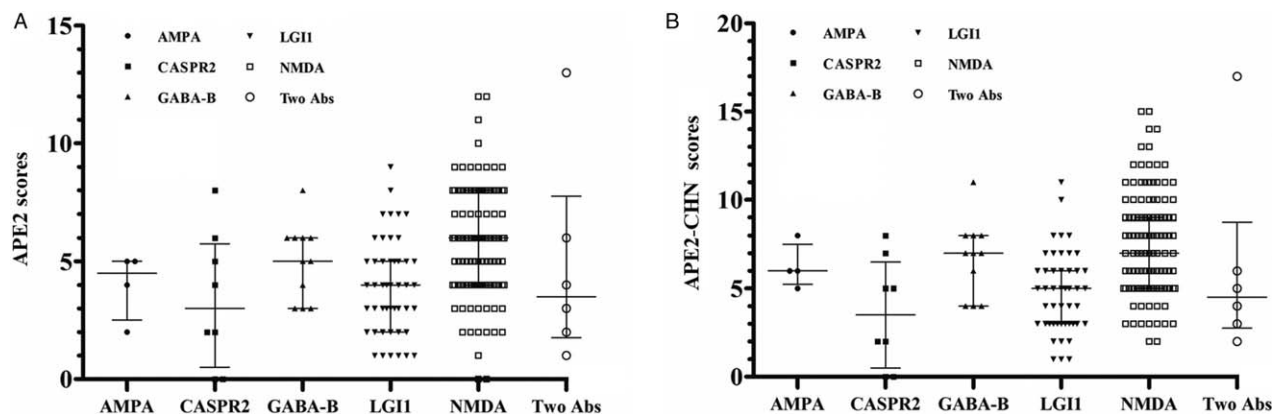 A
APE2 scores
15
10
5
0
AMPA
CASPR2
GABA-B
LGI1
NMDA
Two Abs
AMPA CASPR2 GABA-B LGI1 NMDA Two Abs
B
APE2-CHN scores
20
15
10
5
0
AMPA
CASPR2
GABA-B
LGI1
NMDA
Two Abs
AMPA CASPR2 GABA-B LGI1 NMDA Two Abs